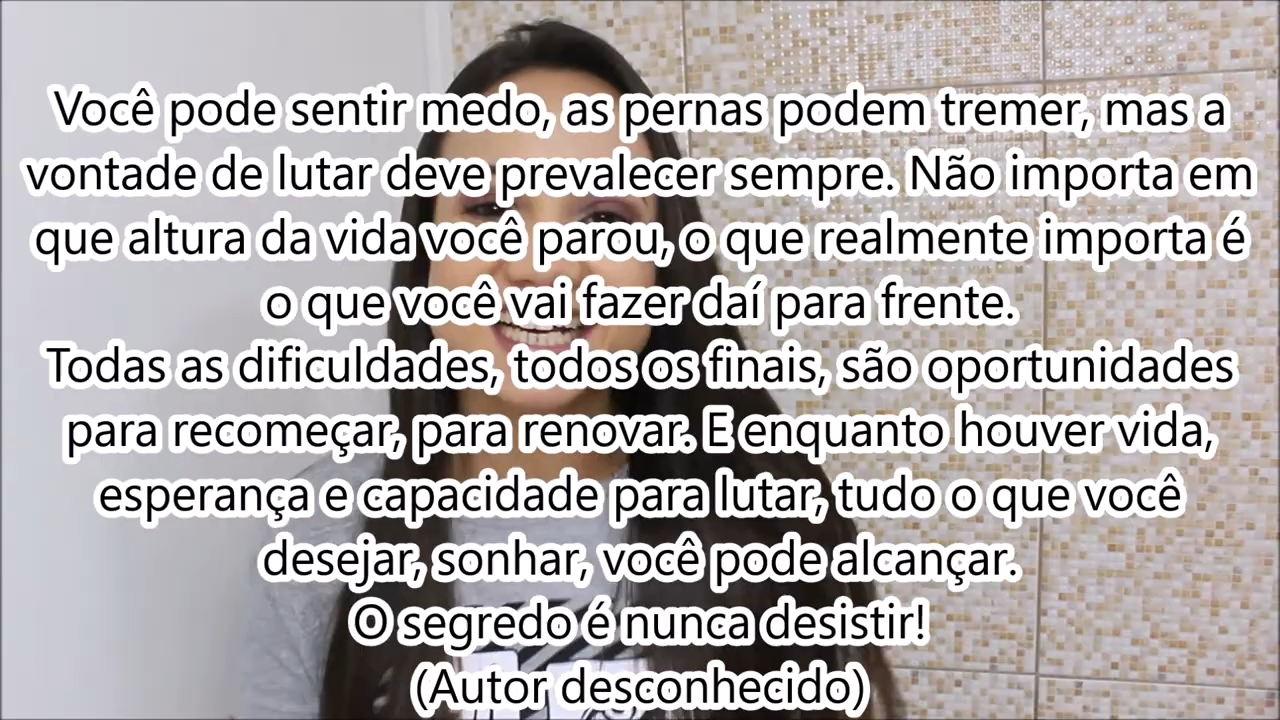 Você pode sentir medo, as pernas podem tremer, mas a
vontade de lutar deve prevalecer sempre. Não importa em
que altura da vida você parou, o que realmente importa é
o que você vai fazer daí para frente.
Todas as dificuldades, todos os finais, são oportunidades
para recomeçar, para renovar. E enquanto houver vida,
esperança e capacidade para lutar, tudo o que você
desejar, sonhar, você pode alcançar.
O segredo é nunca desistir!
(Autor desconhecido)